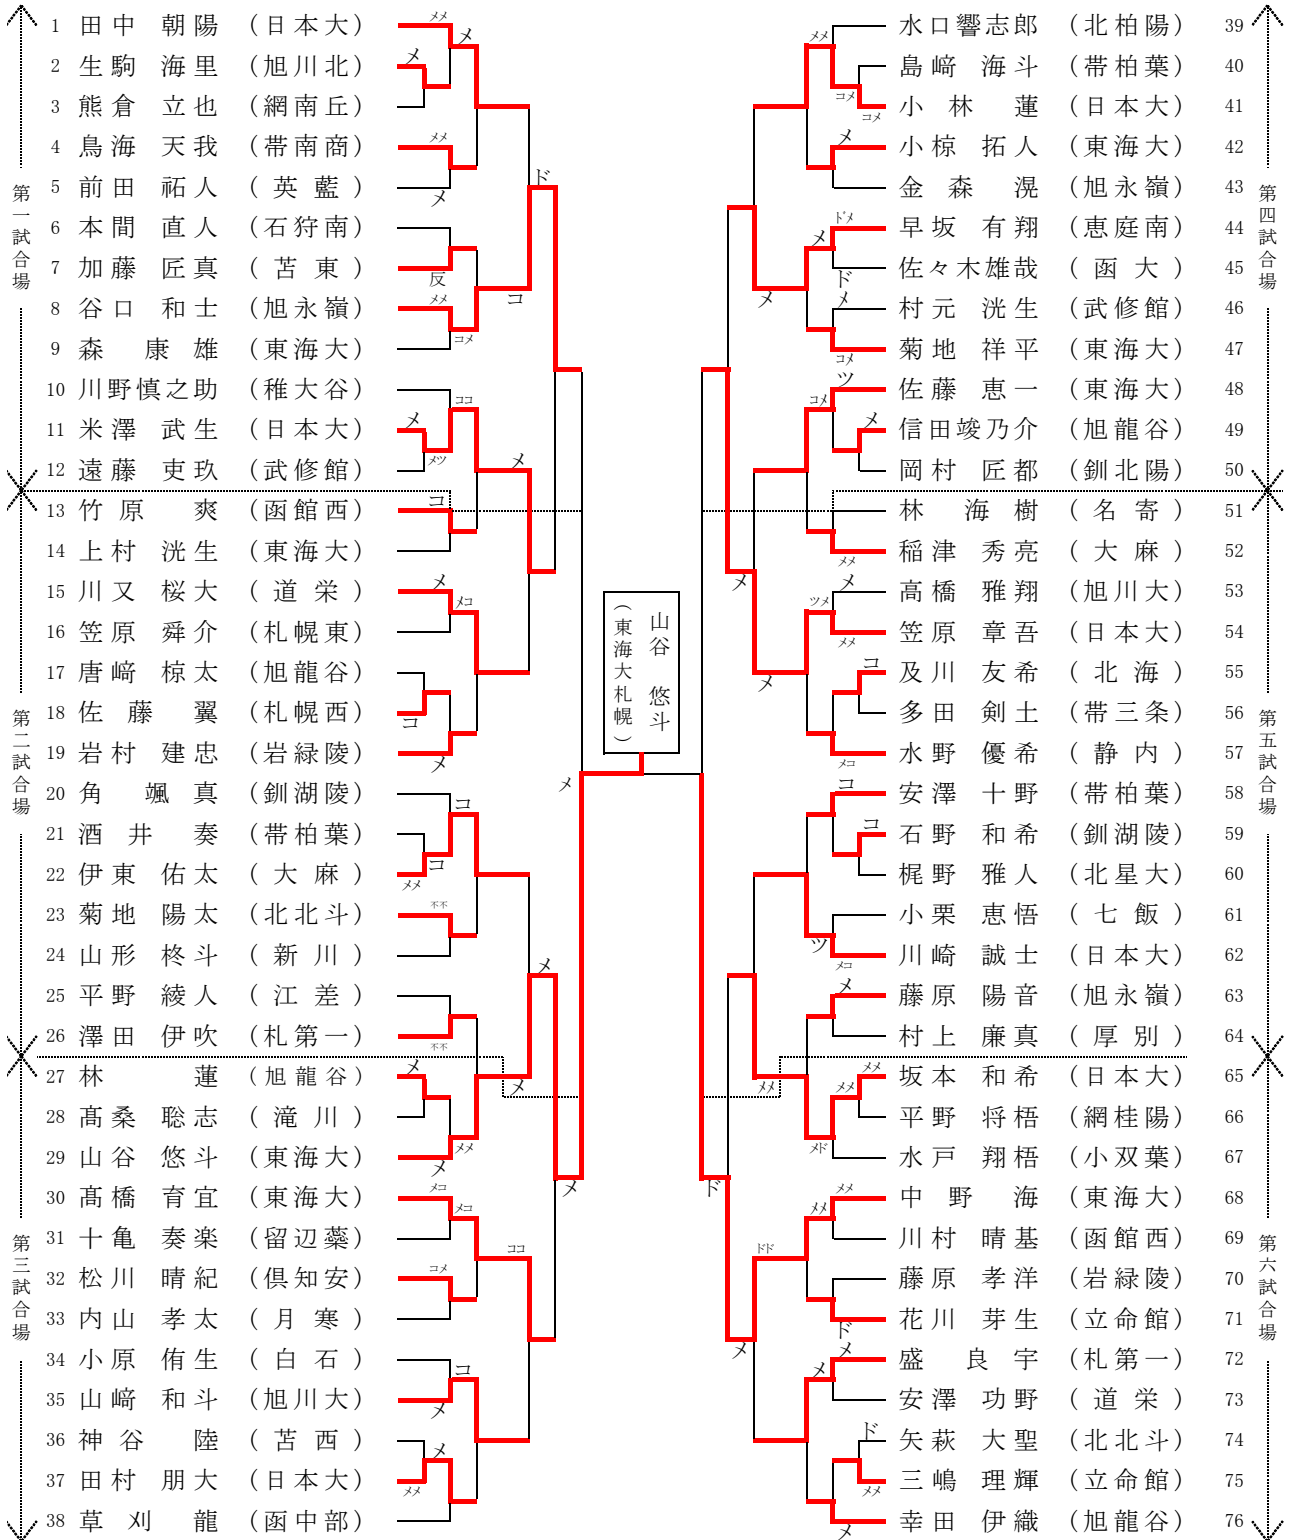 1 田中 朝陽 (日本大)
2 生駒 海里 (旭川北)
3 熊倉 立也 (網南丘)
4 鳥海 天我 (帯南商)
5 前田 祏人 (英藍)
6 本間 直人 (石狩南)
7 加藤 匠真 (苫東)
8 谷口 和士 (旭永嶺)
9 森 康雄 (東海大)
10 川野慎之助 (稚大谷)
11 米澤 武生 (日本大)
12 遠藤 吏玖 (武修館)
13 竹原 爽 (函館西)
14 上村 洸生 (東海大)
15 川又 桜大 (道栄)
16 笠原 舜介 (札幌東)
17 唐﨑 椋太 (旭龍谷)
18 佐藤 翼 (札幌西)
19 岩村 建忠 (岩緑陵)
20 角 颯真 (釧湖陵)
21 酒井 奏 (帯柏葉)
22 伊東 佑太 (大麻)
23 菊地 陽太 (北北斗)
24 山形 柊斗 (新川)
25 平野 綾人 (江差)
26 澤田 伊吹 (札第一)
27 林 蓮 (旭龍谷)
28 髙桑 聡志 (滝川)
29 山谷 悠斗 (東海大)
30 髙橋 育宜 (東海大)
31 十亀 奏楽 (留辺蘂)
32 松川 晴紀 (倶知安)
33 内山 孝太 (月寒)
34 小原 侑生 (白石)
35 山﨑 和斗 (旭川大)
36 神谷 陸 (苫西)
37 田村 朋大 (日本大)
38 草刈 龍 (函中部)
第一試合場
第二試合場
第三試合場
山谷 悠斗
(東海大札幌)
水口響志郎 (北柏陽) 39
島﨑 海斗 (帯柏葉) 40
小林 蓮 (日本大) 41
小椋 拓人 (東海大) 42
金森 滉 (旭永嶺) 43
早坂 有翔 (恵庭南) 44
佐々木雄哉 (函大) 45
村元 洸生 (武修館) 46
菊地 祥平 (東海大) 47
佐藤 恵一 (東海大) 48
信田竣乃介 (旭龍谷) 49
岡村 匠都 (釧北陽) 50
林 海樹 (名寄) 51
稲津 秀亮 (大麻) 52
高橋 雅翔 (旭川大) 53
笠原 章吾 (日本大) 54
及川 友希 (北海) 55
多田 剣士 (帯三条) 56
水野 優希 (静内) 57
安澤 十野 (帯柏葉) 58
石野 和希 (釧湖陵) 59
梶野 雅人 (北星大) 60
小栗 恵悟 (七飯) 61
川崎 誠士 (日本大) 62
藤原 陽音 (旭永嶺) 63
村上 廉真 (厚別) 64
坂本 和希 (日本大) 65
平野 将梧 (網桂陽) 66
水戸 翔梧 (小双葉) 67
中野 海 (東海大) 68
川村 晴基 (函館西) 69
藤原 孝洋 (岩緑陵) 70
花川 芽生 (立命館) 71
盛 良宇 (札第一) 72
安澤 功野 (道栄) 73
矢萩 大聖 (北北斗) 74
三嶋 理輝 (立命館) 75
幸田 伊織 (旭龍谷) 76
第四試合場
第五試合場
第六試合場